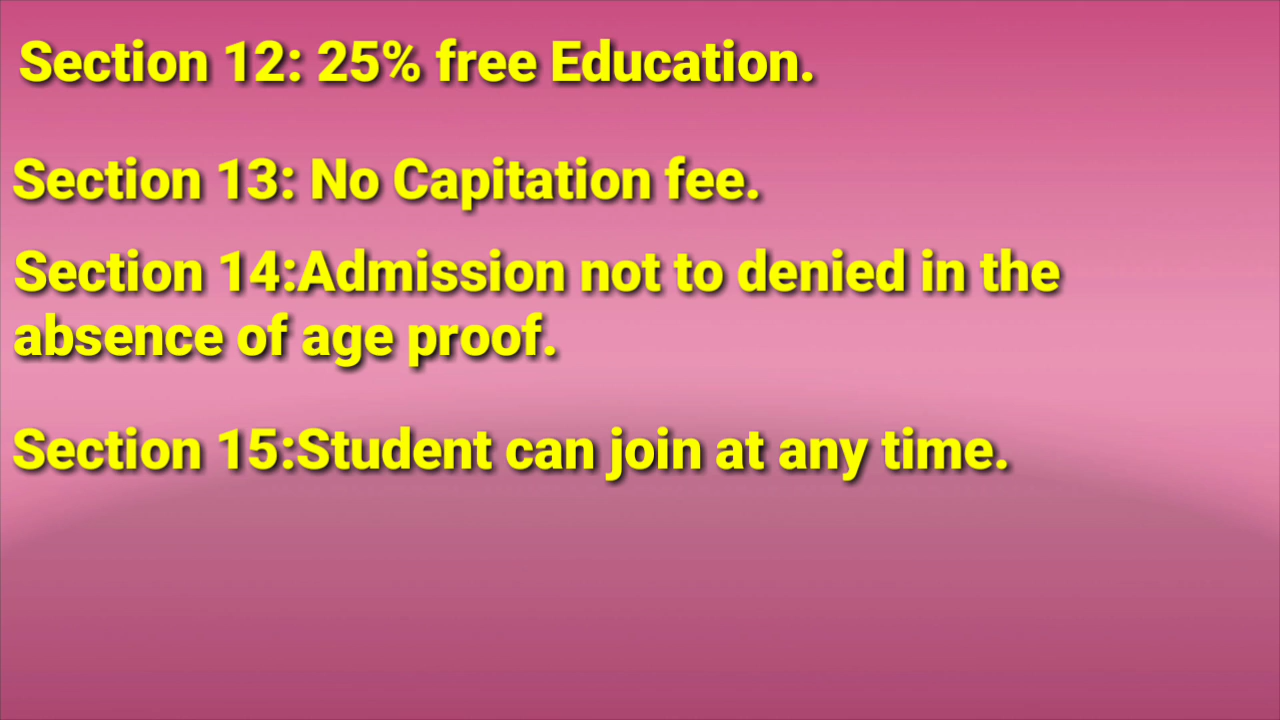 Section 12: 25% free Education.
Section 13: No Capitation fee.
Section 14:Admission not to denied in the
absence of age proof.
Section 15:Student can join at any time.